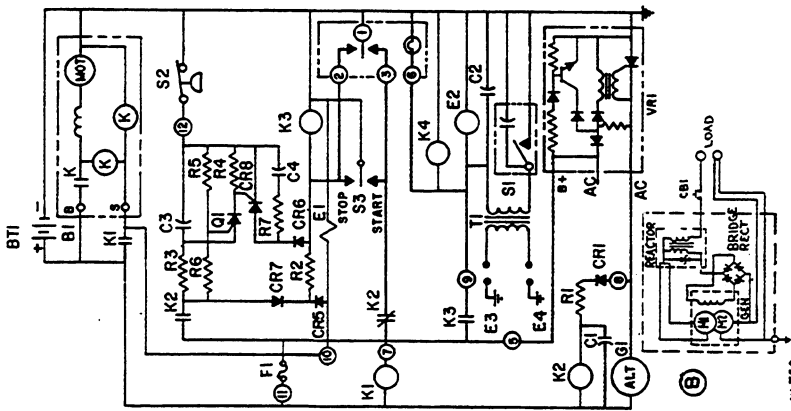 BT1
+ -
MOT
K
K
K
B
S
B1
K1
S2
12
C3
R5
R4
CR8
Q1
C4
R7
R3
R6
K2
CR7
CR6
R2
CR5
K3
E1
STOP
S3
START
1
2
3
6
K4
E2
C2
S1
T1
E3
E4
K3
9
5
10
F1
11
K2
7
K1
B+
AC
AC
VR1
R1
CR1
8
K2
C1
G1
ALT
LOAD
CB1
REACTOR
BRIDGE
RECT
M1
M2
GEN
B